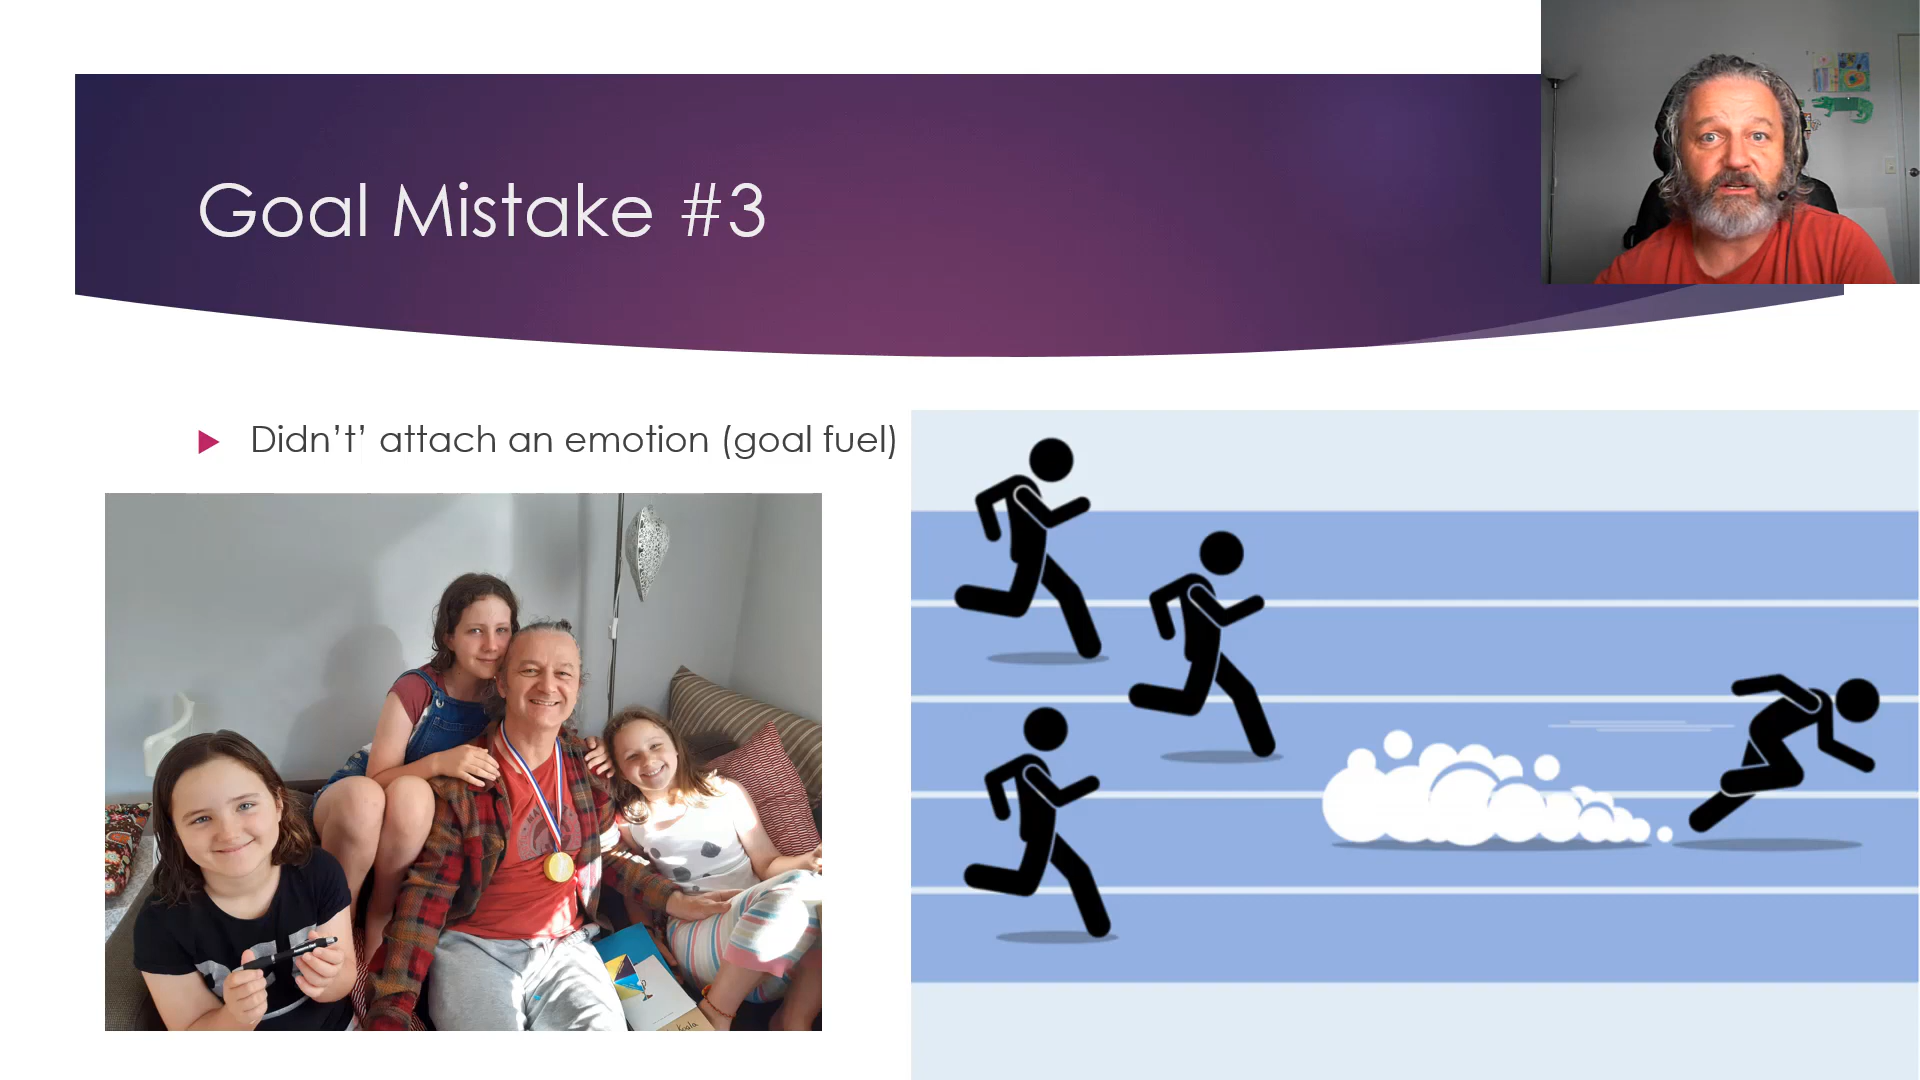 Goal Mistake #3
Didn’t’ attach an emotion (goal fuel)